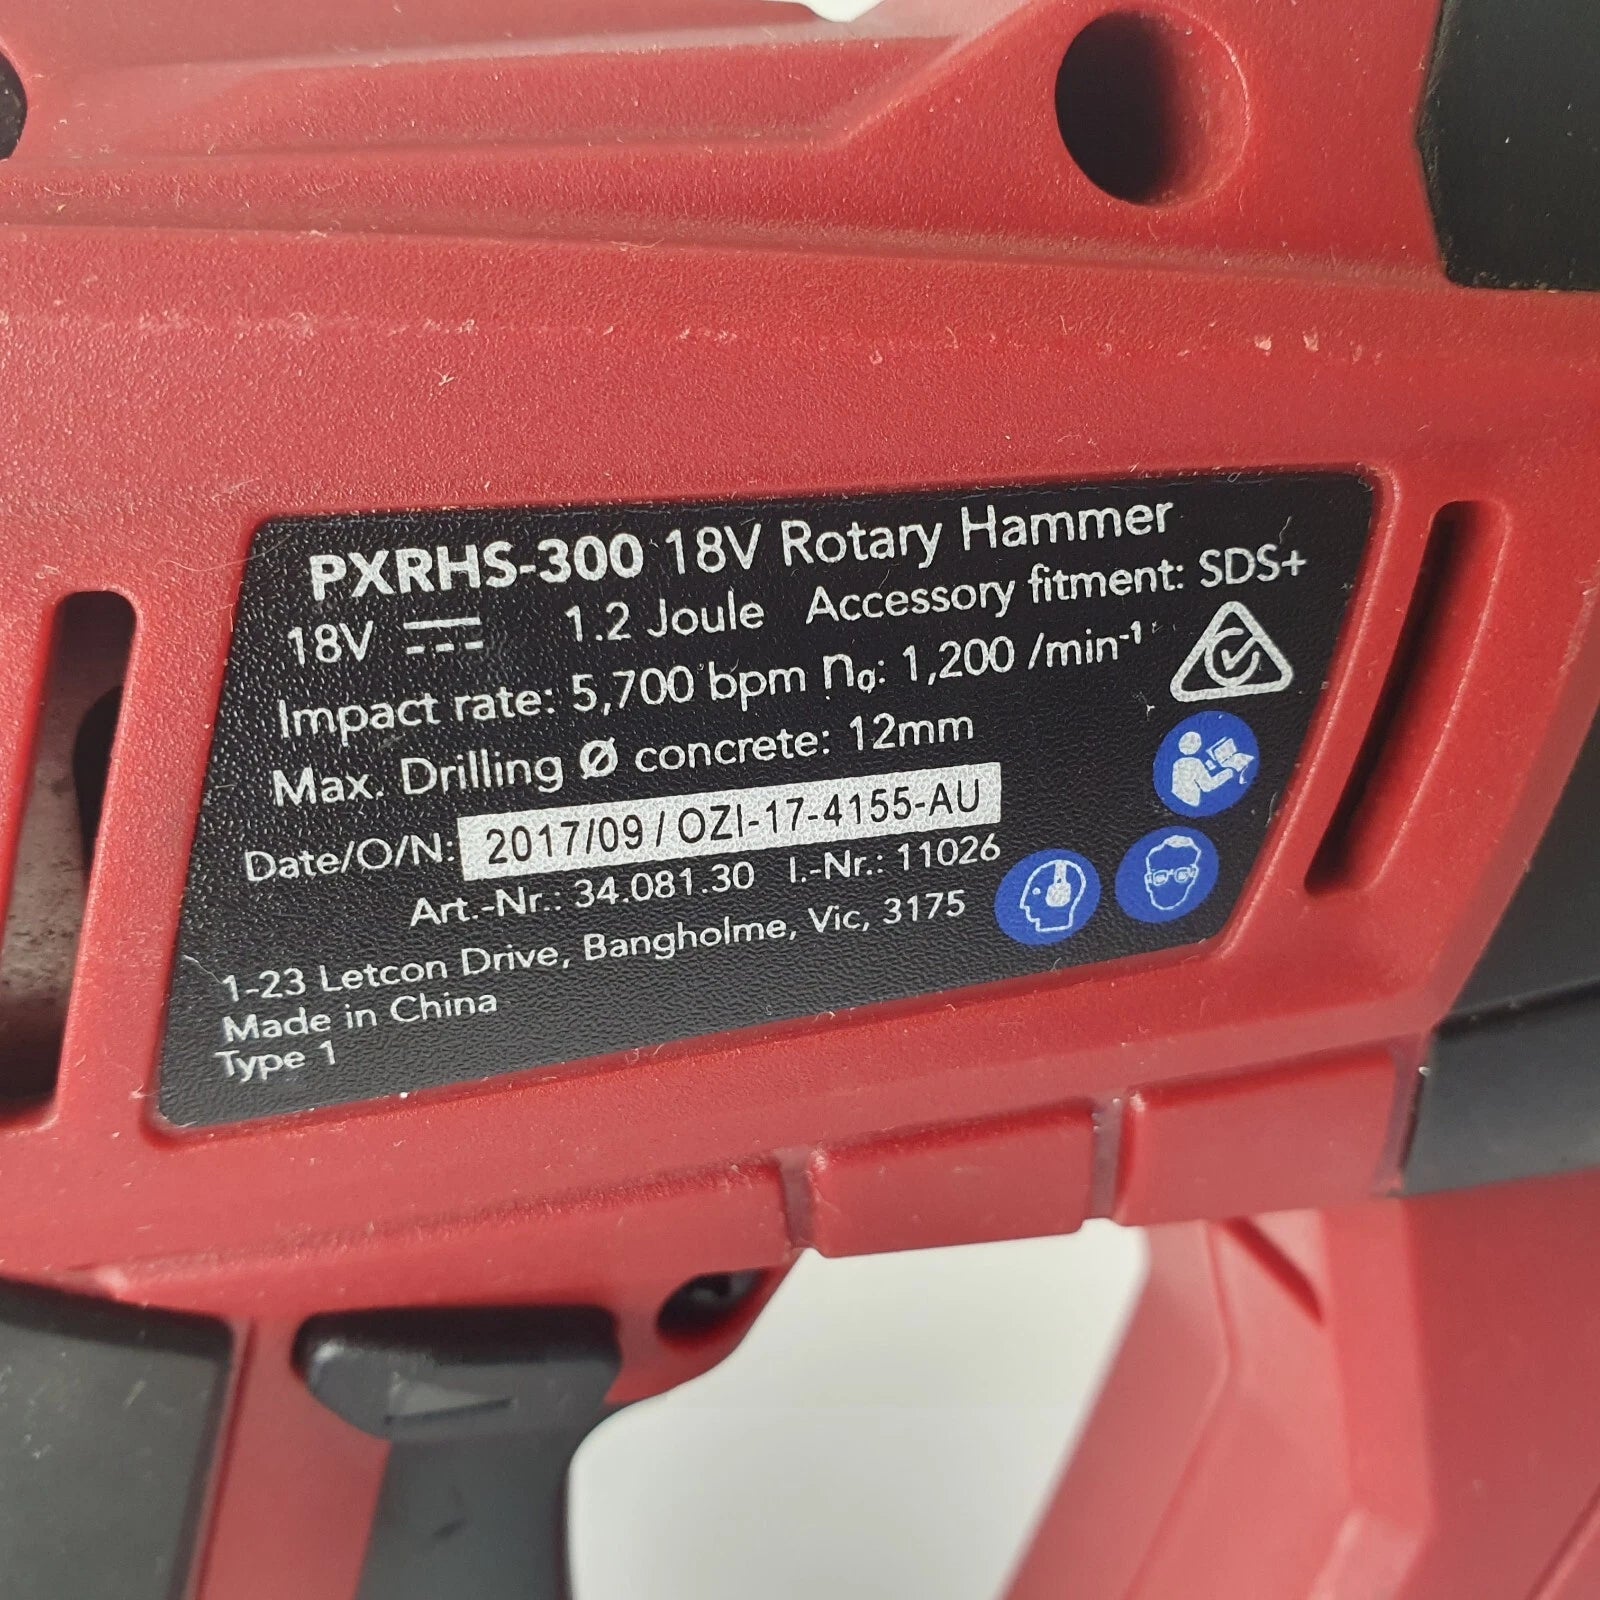 PXRHS-300 18V Rotary Hammer
18V ⎓ 1.2 Joule Accessory fitment: SDS+
Impact rate: 5,700 bpm n₀: 1,200 /min⁻¹
Max. Drilling Ø concrete: 12mm
Date/O/N: 2017/09 / OZI-17-4155-AU
Art.-Nr.: 34.081.30 I.-Nr.: 11026
1-23 Letcon Drive, Bangholme, Vic, 3175
Made in China
Type 1